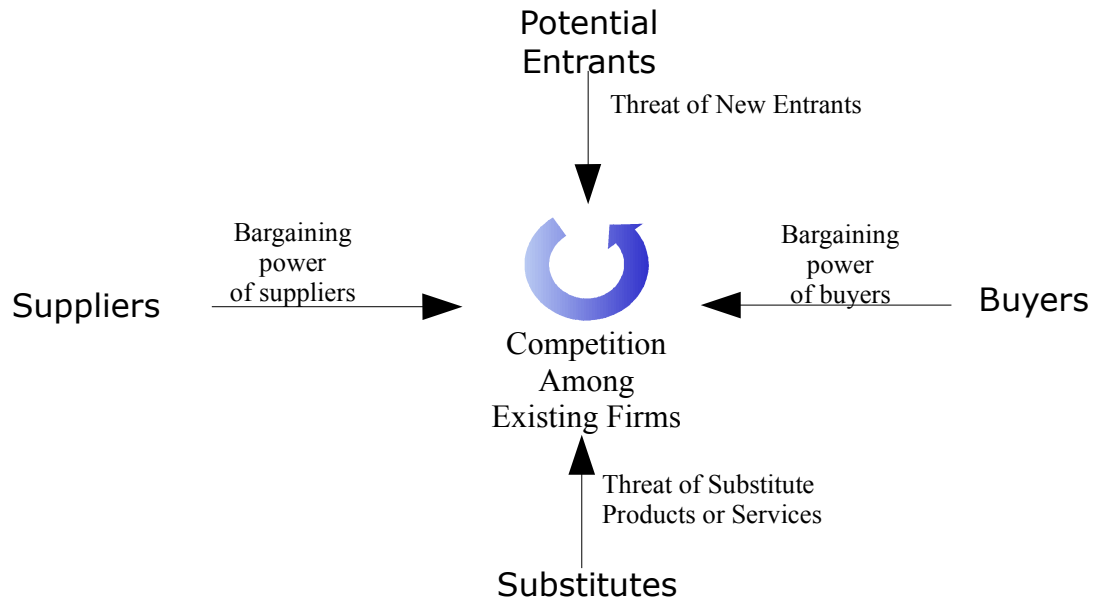 Potential
Entrants
Threat of New Entrants
Bargaining
power
of suppliers
Suppliers
Bargaining
power
of buyers
Buyers
Competition
Among
Existing Firms
Threat of Substitute
Products or Services
Substitutes